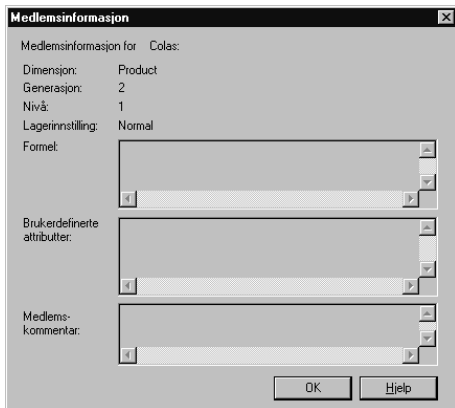 Medlemsinformasjon
Medlemsinformasjon for Colas:
Dimensjon: Product
Generasjon: 2
Nivå: 1
Lagerinnstilling: Normal
Formel:
Brukerdefinerte
attributter:
Medlems-
kommentar:
OK Hjelp